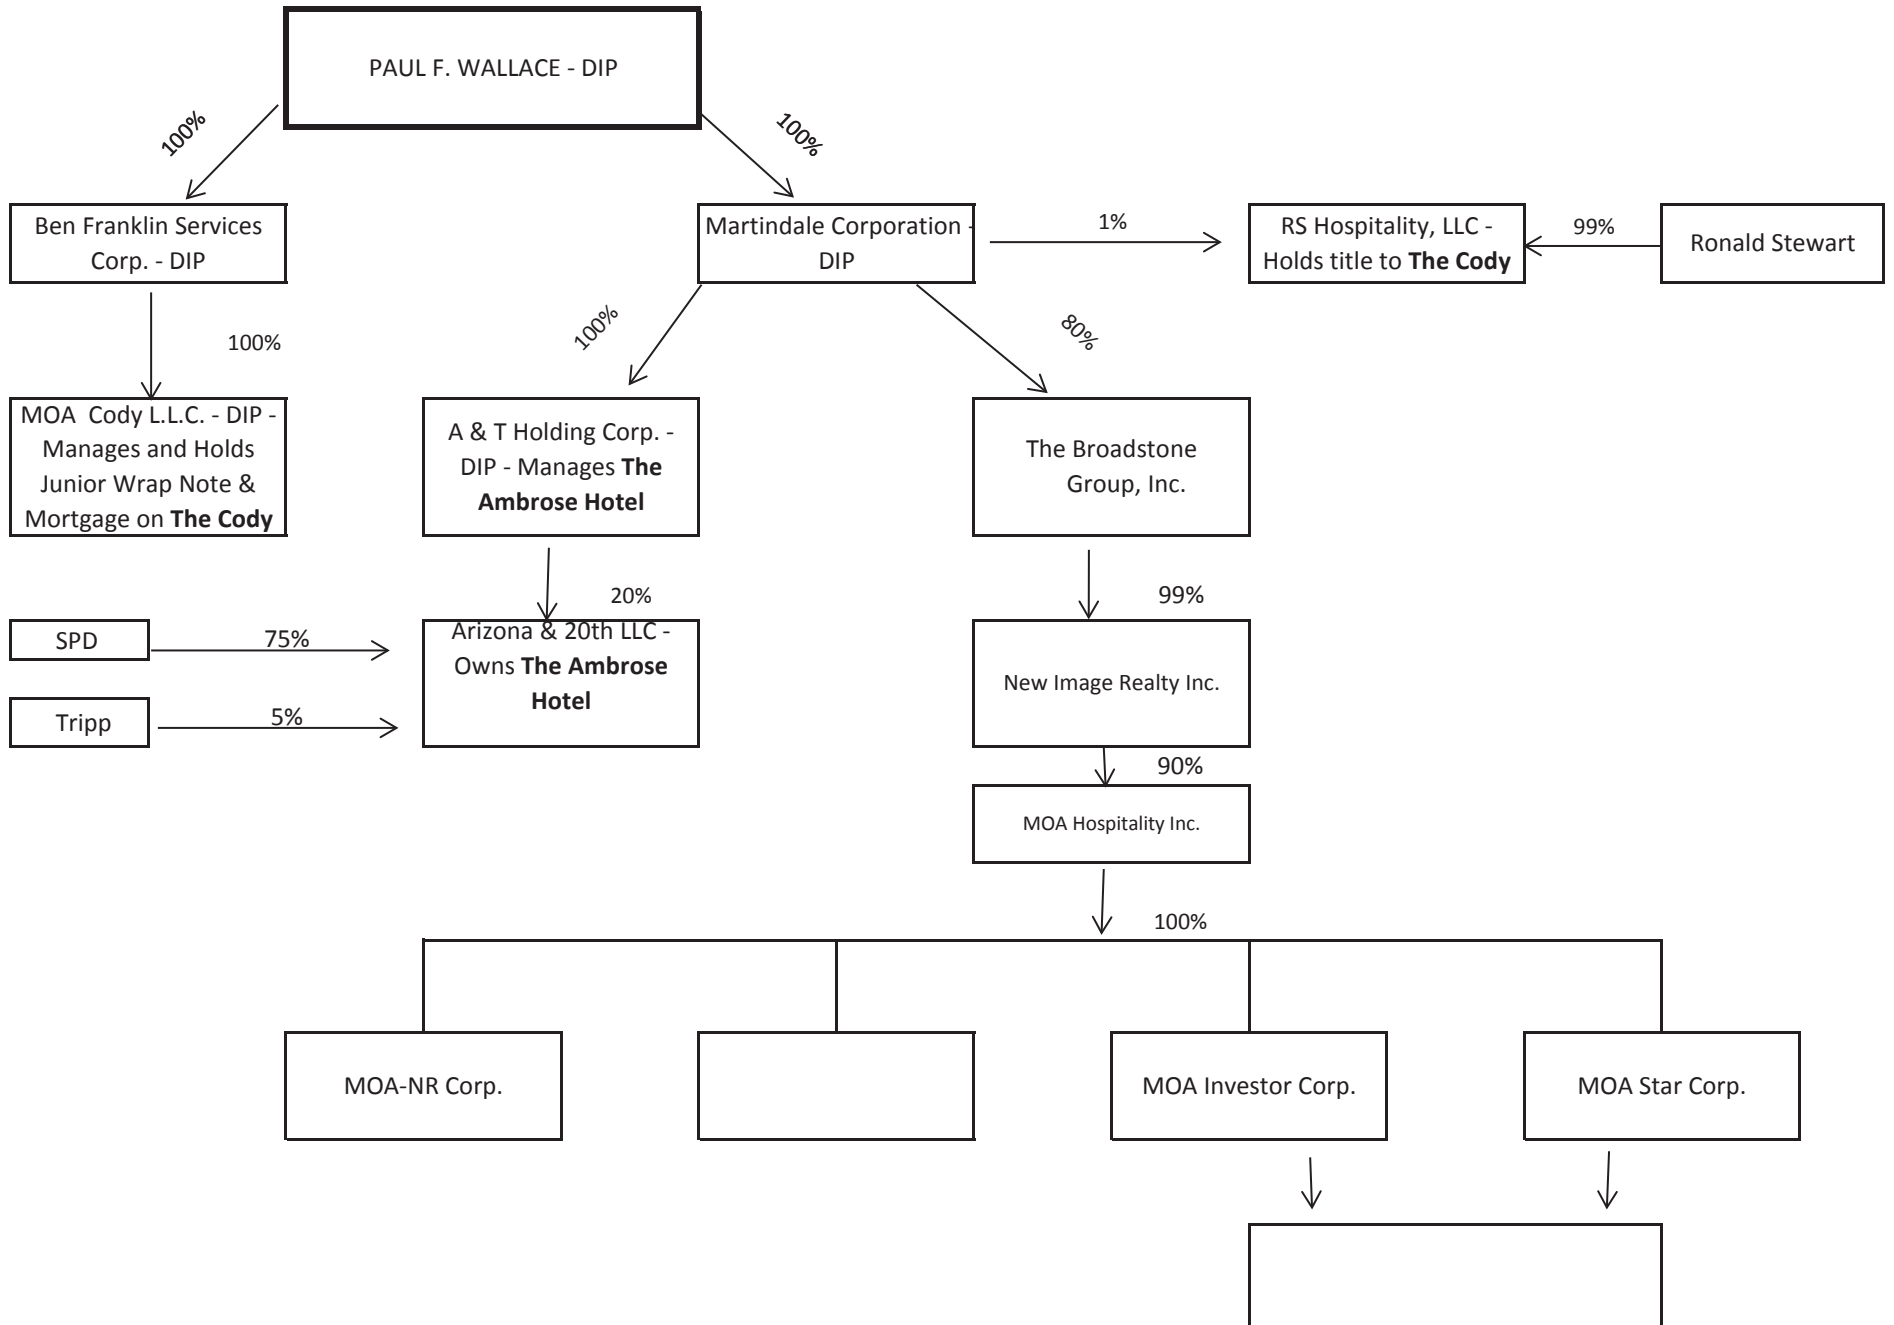 PAUL F. WALLACE - DIP
100%
100%
Ben Franklin Services
Corp. - DIP
Martindale Corporation -
DIP
1%
RS Hospitality, LLC -
Holds title to The Cody
99%
Ronald Stewart
100%
100%
80%
MOA  Cody L.L.C. - DIP -
Manages and Holds
Junior Wrap Note &
Mortgage on The Cody
A & T Holding Corp. -
DIP - Manages The
Ambrose Hotel
The Broadstone
Group, Inc.
20%
99%
SPD
75%
Tripp
5%
Arizona & 20th LLC -
Owns The Ambrose
Hotel
New Image Realty Inc.
90%
MOA Hospitality Inc.
100%
MOA-NR Corp.
MOA Investor Corp.
MOA Star Corp.